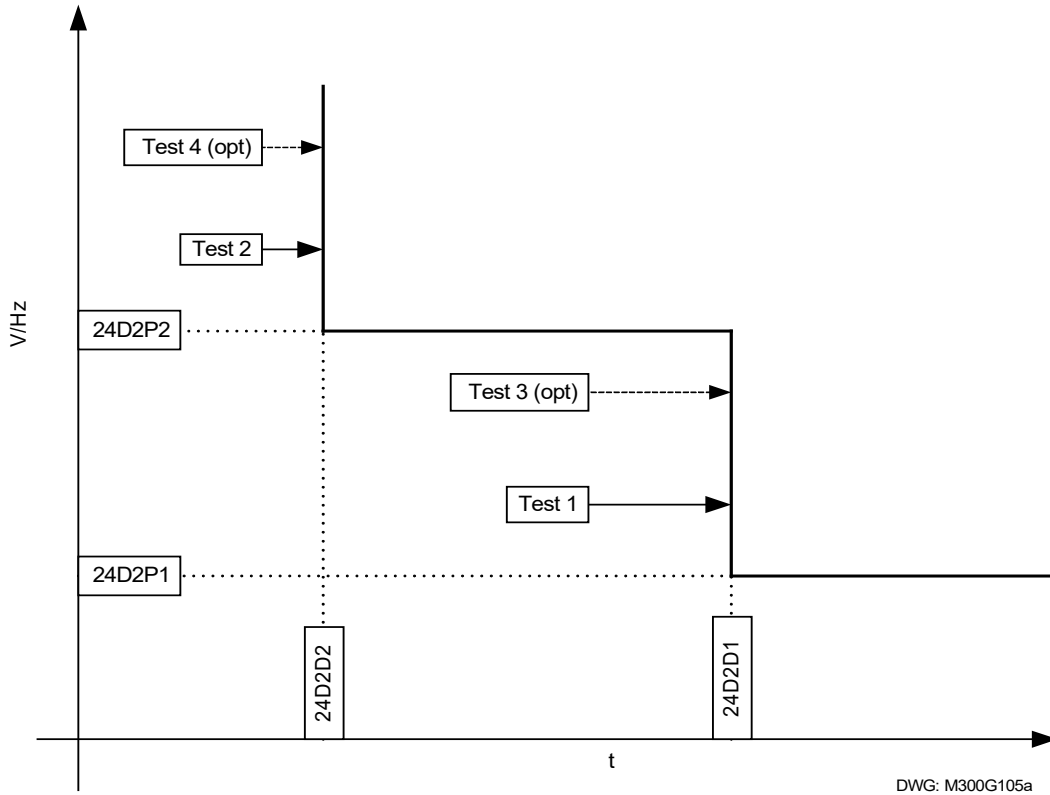 Test 4 (opt)
Test 2
V/Hz
24D2P2
Test 3 (opt)
Test 1
24D2P1
24D2D2
24D2D1
t
DWG: M300G105a